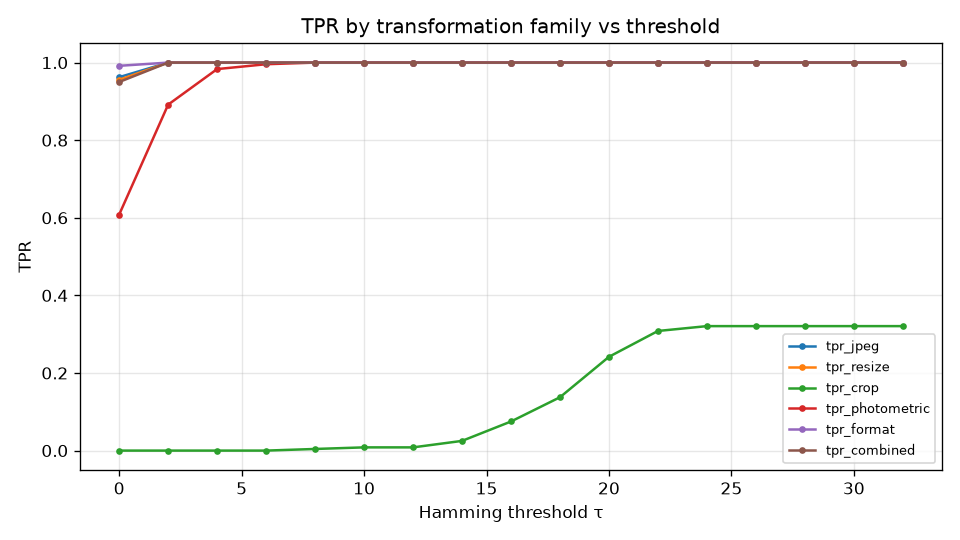 TPR by transformation family vs threshold
TPR
1.0
0.8
0.6
0.4
0.2
0.0
0 5 10 15 20 25 30
Hamming threshold τ
tpr_jpeg
tpr_resize
tpr_crop
tpr_photometric
tpr_format
tpr_combined